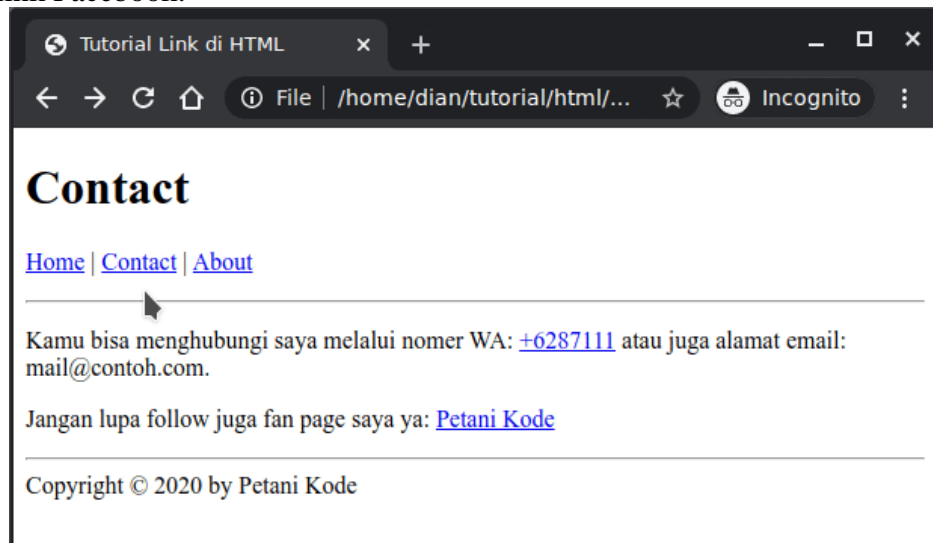 Tutorial Link di HTML
File | /home/dian/tutorial/html/...
Incognito
Contact
Home | Contact | About
Kamu bisa menghubungi saya melalui nomer WA: +6287111 atau juga alamat email:
mail@contoh.com.
Jangan lupa follow juga fan page saya ya: Petani Kode
Copyright © 2020 by Petani Kode